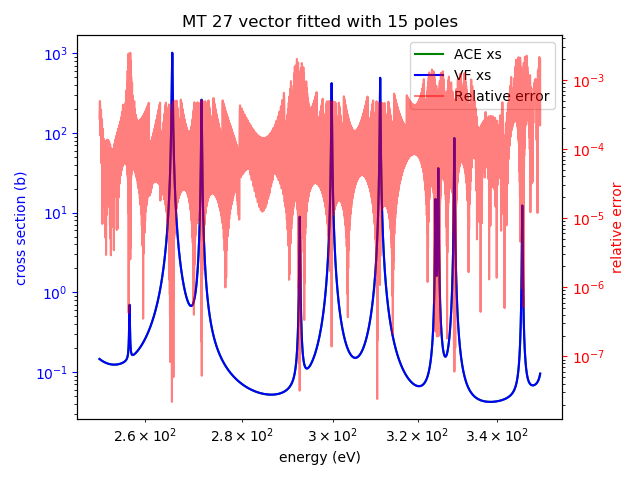 MT 27 vector fitted with 15 poles
ACE xs
VF xs
Relative error
cross section (b)
10³
10²
10¹
10⁰
10⁻¹
relative error
10⁻³
10⁻⁴
10⁻⁵
10⁻⁶
10⁻⁷
2.6 × 10² 2.8 × 10² 3 × 10² 3.2 × 10² 3.4 × 10²
energy (eV)